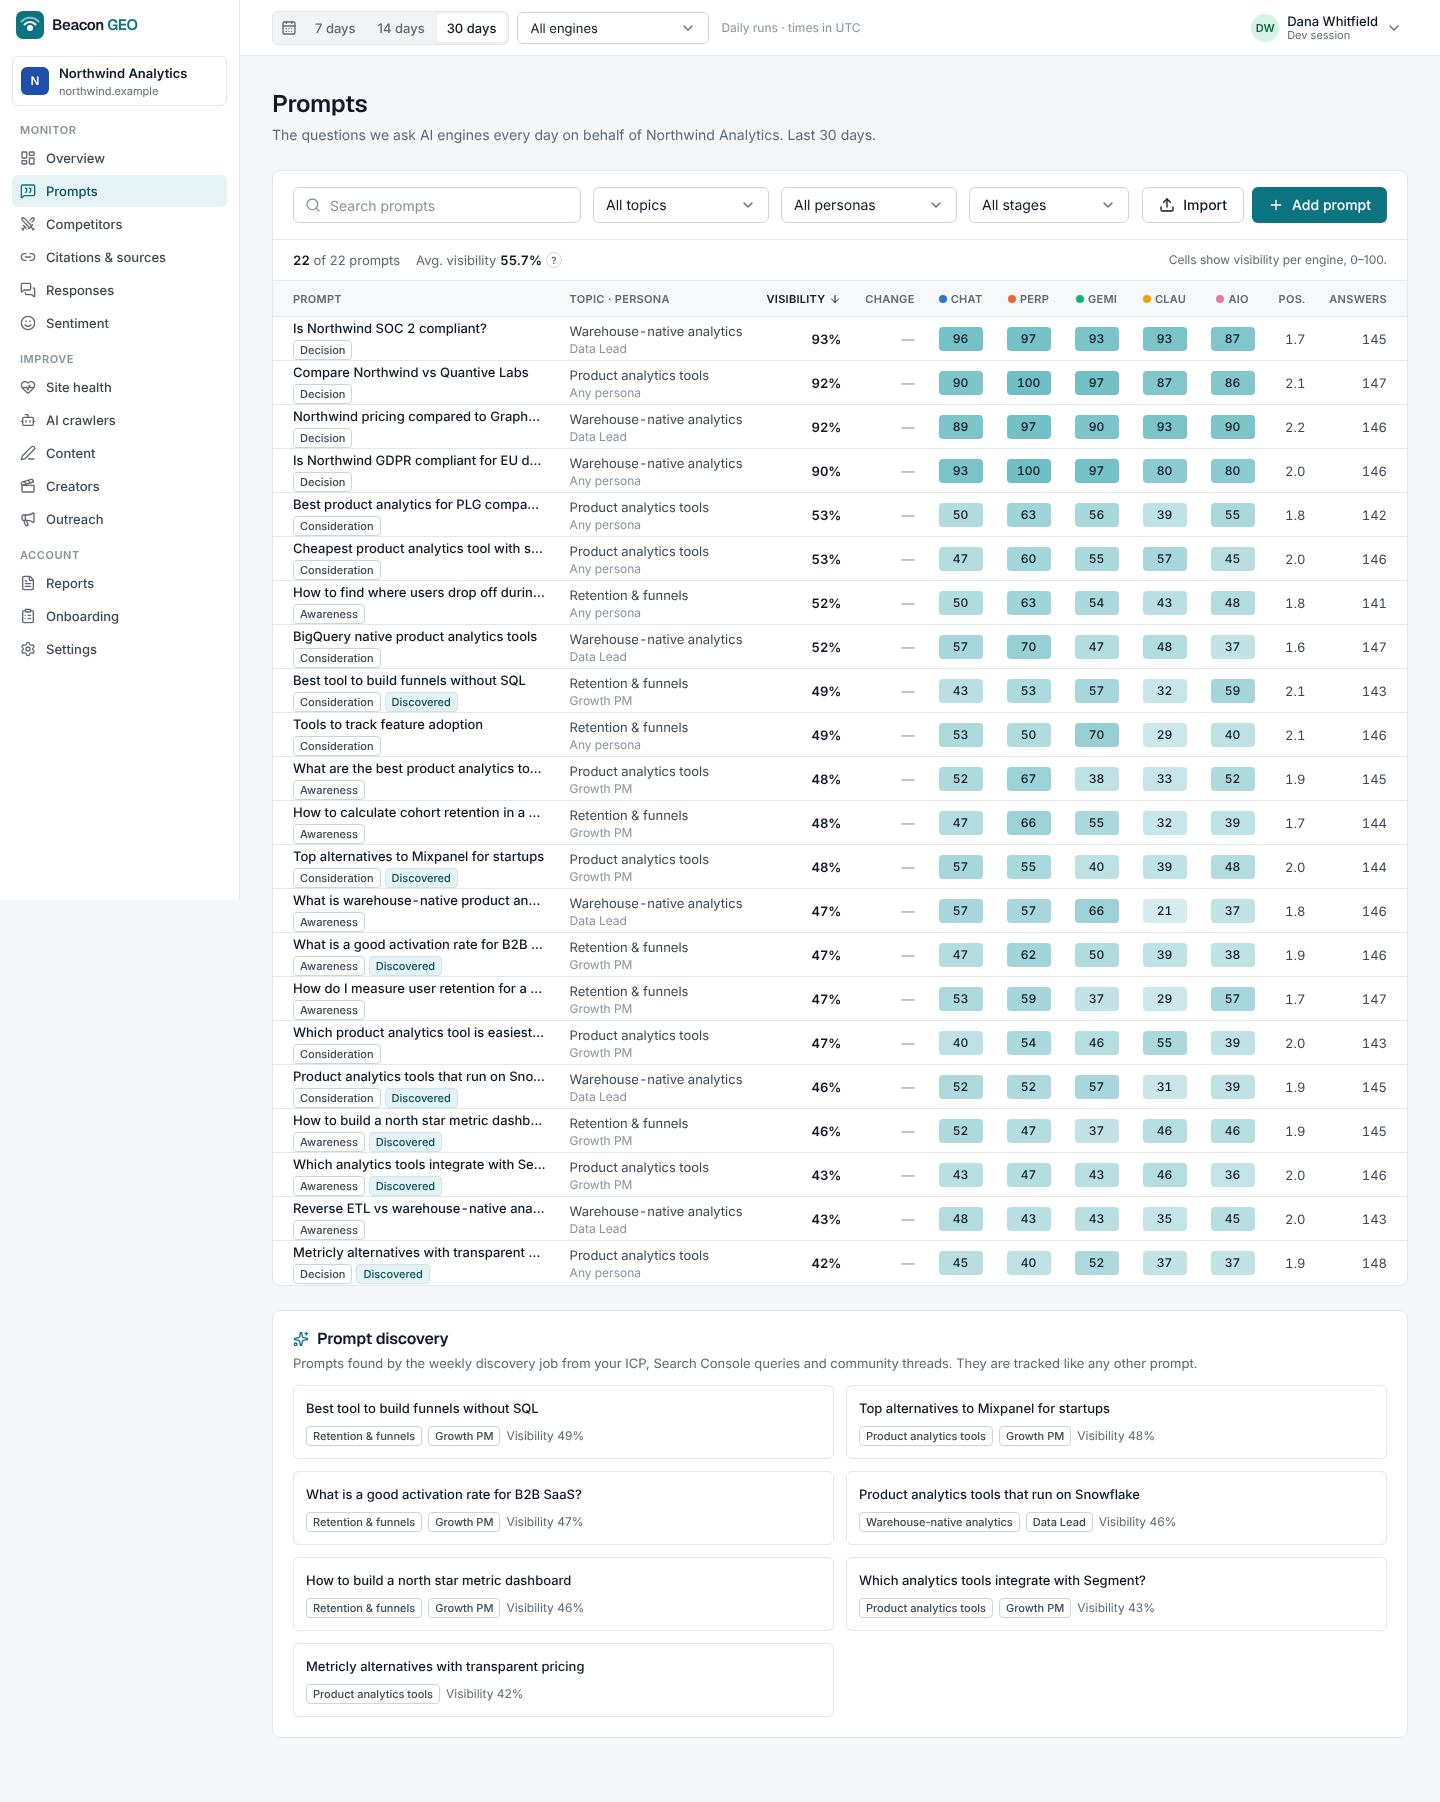 Beacon GEO
N
Northwind Analytics
northwind.example
MONITOR
Overview
Prompts
Competitors
Citations & sources
Responses
Sentiment
IMPROVE
Site health
AI crawlers
Content
Creators
Outreach
ACCOUNT
Reports
Onboarding
Settings
7 days 14 days 30 days All engines Daily runs · times in UTC
DW Dana Whitfield
Dev session
Prompts
The questions we ask AI engines every day on behalf of Northwind Analytics. Last 30 days.
Search prompts All topics All personas All stages Import Add prompt
22 of 22 prompts Avg. visibility 55.7% ? Cells show visibility per engine, 0–100.
PROMPT TOPIC · PERSONA VISIBILITY ↓ CHANGE CHAT PERP GEMI CLAU AIO POS. ANSWERS
Is Northwind SOC 2 compliant? Warehouse-native analytics 93% — 96 97 93 93 87 1.7 145
Decision Data Lead
Compare Northwind vs Quantive Labs Product analytics tools 92% — 90 100 97 87 86 2.1 147
Decision Any persona
Northwind pricing compared to Graph... Warehouse-native analytics 92% — 89 97 90 93 90 2.2 146
Decision Data Lead
Is Northwind GDPR compliant for EU d... Warehouse-native analytics 90% — 93 100 97 80 80 2.0 146
Decision Any persona
Best product analytics for PLG compa... Product analytics tools 53% — 50 63 56 39 55 1.8 142
Consideration Any persona
Cheapest product analytics tool with s... Product analytics tools 53% — 47 60 55 57 45 2.0 146
Consideration Any persona
How to find where users drop off durin... Retention & funnels 52% — 50 63 54 43 48 1.8 141
Awareness Any persona
BigQuery native product analytics tools Warehouse-native analytics 52% — 57 70 47 48 37 1.6 147
Consideration Data Lead
Best tool to build funnels without SQL Retention & funnels 49% — 43 53 57 32 59 2.1 143
Consideration Discovered Growth PM
Tools to track feature adoption Retention & funnels 49% — 53 50 70 29 40 2.1 146
Consideration Any persona
What are the best product analytics to... Product analytics tools 48% — 52 67 38 33 52 1.9 145
Awareness Growth PM
How to calculate cohort retention in a ... Retention & funnels 48% — 47 66 55 32 39 1.7 144
Awareness Growth PM
Top alternatives to Mixpanel for startups Product analytics tools 48% — 57 55 40 39 48 2.0 144
Consideration Discovered Growth PM
What is warehouse-native product an... Warehouse-native analytics 47% — 57 57 66 21 37 1.8 146
Awareness Data Lead
What is a good activation rate for B2B ... Retention & funnels 47% — 47 62 50 39 38 1.9 146
Awareness Discovered Growth PM
How do I measure user retention for a ... Retention & funnels 47% — 53 59 37 29 57 1.7 147
Awareness Growth PM
Which product analytics tool is easiest... Product analytics tools 47% — 40 54 46 55 39 2.0 143
Consideration Growth PM
Product analytics tools that run on Sno... Warehouse-native analytics 46% — 52 52 57 31 39 1.9 145
Consideration Discovered Data Lead
How to build a north star metric dashb... Retention & funnels 46% — 52 47 37 46 46 1.9 145
Awareness Discovered Growth PM
Which analytics tools integrate with Se... Product analytics tools 43% — 43 47 43 46 36 2.0 146
Awareness Discovered Growth PM
Reverse ETL vs warehouse-native ana... Warehouse-native analytics 43% — 48 43 43 35 45 2.0 143
Awareness Data Lead
Metricly alternatives with transparent ... Product analytics tools 42% — 45 40 52 37 37 1.9 148
Decision Discovered Any persona
Prompt discovery
Prompts found by the weekly discovery job from your ICP, Search Console queries and community threads. They are tracked like any other prompt.
Best tool to build funnels without SQL
Retention & funnels Growth PM Visibility 49%
Top alternatives to Mixpanel for startups
Product analytics tools Growth PM Visibility 48%
What is a good activation rate for B2B SaaS?
Retention & funnels Growth PM Visibility 47%
Product analytics tools that run on Snowflake
Warehouse-native analytics Data Lead Visibility 46%
How to build a north star metric dashboard
Retention & funnels Growth PM Visibility 46%
Which analytics tools integrate with Segment?
Product analytics tools Growth PM Visibility 43%
Metricly alternatives with transparent pricing
Product analytics tools Visibility 42%